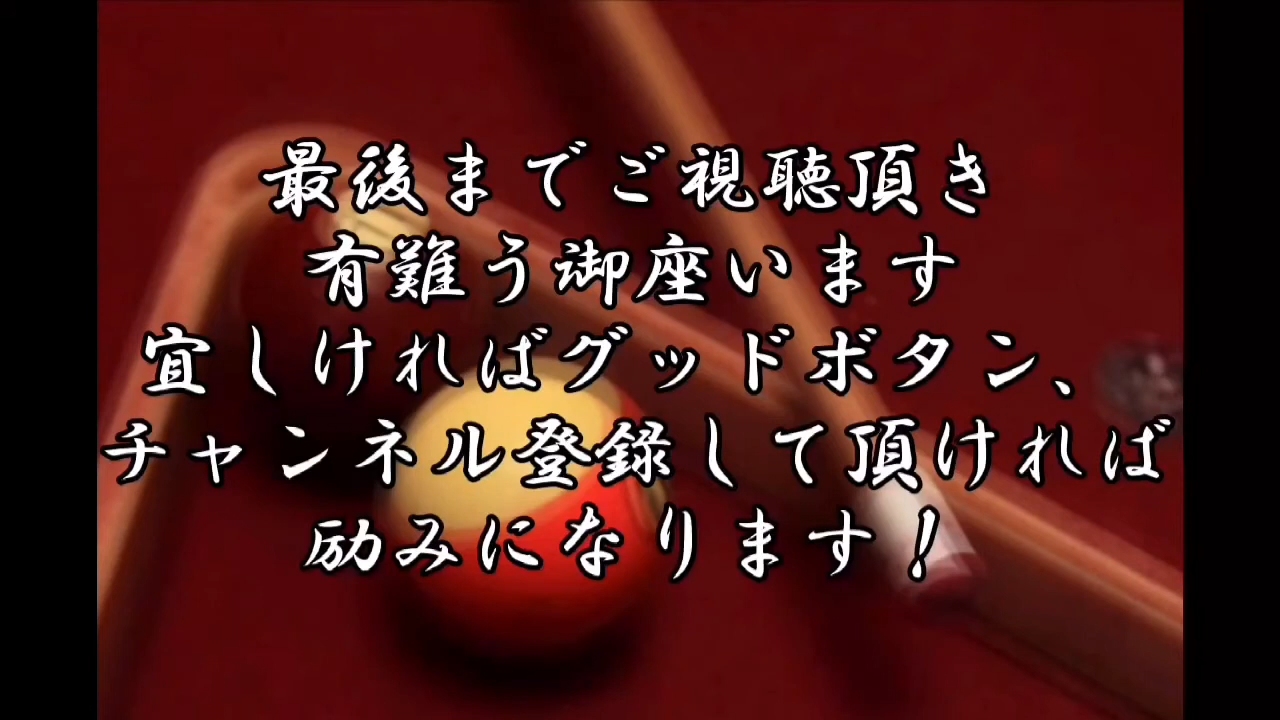 最後までご視聴頂き
有難う御座います
宜しければグッドボタン、
チャンネル登録して頂ければ
励みになります！